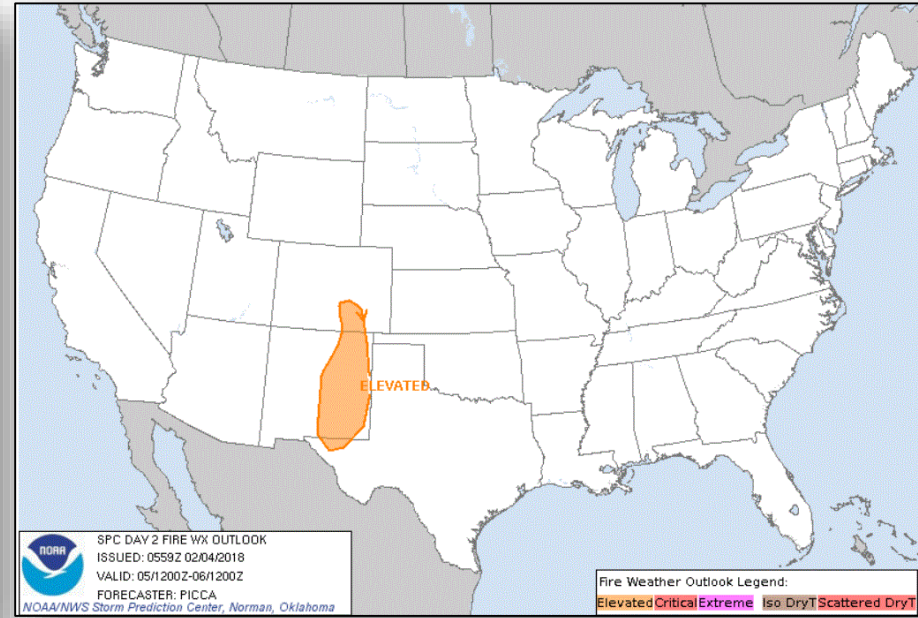 ELEVATED
NOAA
SPC DAY 2 FIRE WX OUTLOOK
ISSUED: 0559Z 02/04/2018
VALID: 05/1200Z-06/1200Z
FORECASTER: PICCA
NOAA/NWS Storm Prediction Center, Norman, Oklahoma
Fire Weather Outlook Legend:
Elevated Critical Extreme Iso DryT Scattered DryT